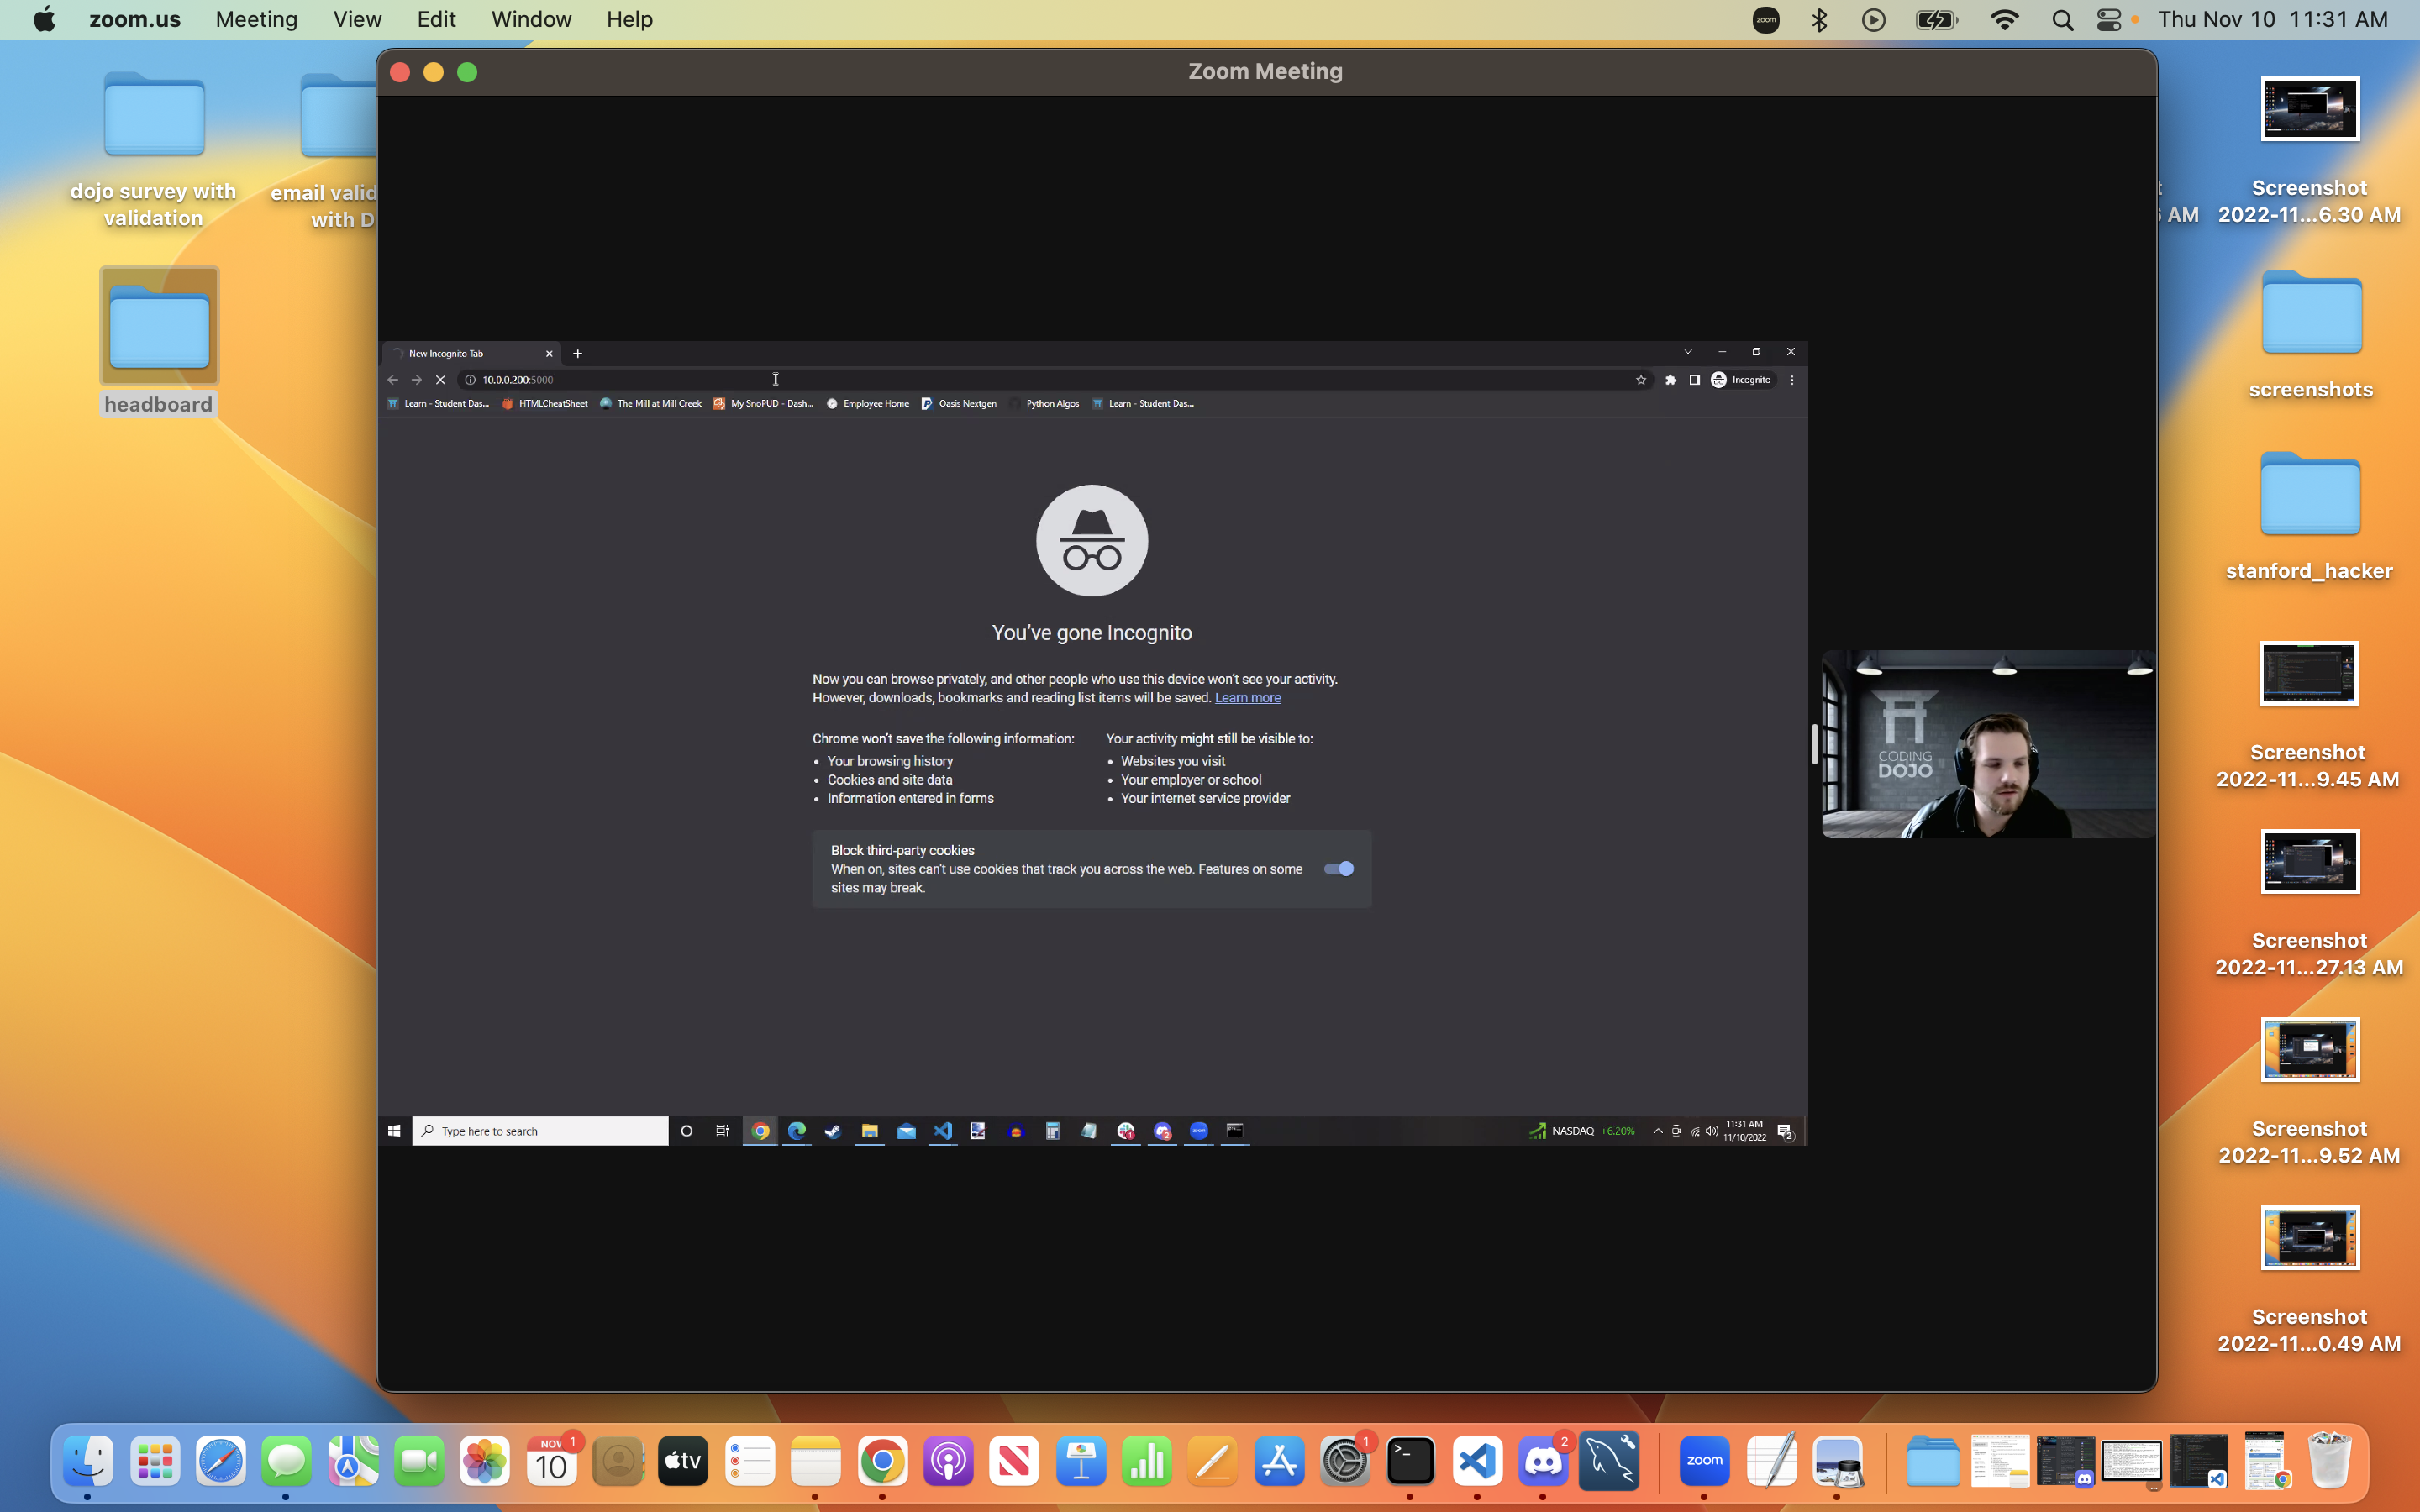 zoom.us Meeting View Edit Window Help
zoom
Thu Nov 10 11:31 AM
Zoom Meeting
dojo survey with
validation
email valid
with D
headboard
New Incognito Tab
10.0.0.200:5000
Incognito
Learn - Student Das...
HTMLCheatSheet
The Mill at Mill Creek
My SnoPUD - Dash...
Employee Home
Oasis Nextgen
Python Algos
Learn - Student Das...
You've gone Incognito
Now you can browse privately, and other people who use this device won't see your activity.
However, downloads, bookmarks and reading list items will be saved. Learn more
Chrome won't save the following information:
Your browsing history
Cookies and site data
Information entered in forms
Your activity might still be visible to:
Websites you visit
Your employer or school
Your internet service provider
Block third-party cookies
When on, sites can't use cookies that track you across the web. Features on some
sites may break.
CODING
DOJO
Type here to search
NASDAQ +6.20%
11:31 AM
11/10/2022
2
t
6 AM
Screenshot
2022-11...6.30 AM
screenshots
stanford_hacker
Screenshot
2022-11...9.45 AM
Screenshot
2022-11...27.13 AM
Screenshot
2022-11...9.52 AM
Screenshot
2022-11...0.49 AM
NOV
10
1
tv
1
2
zoom